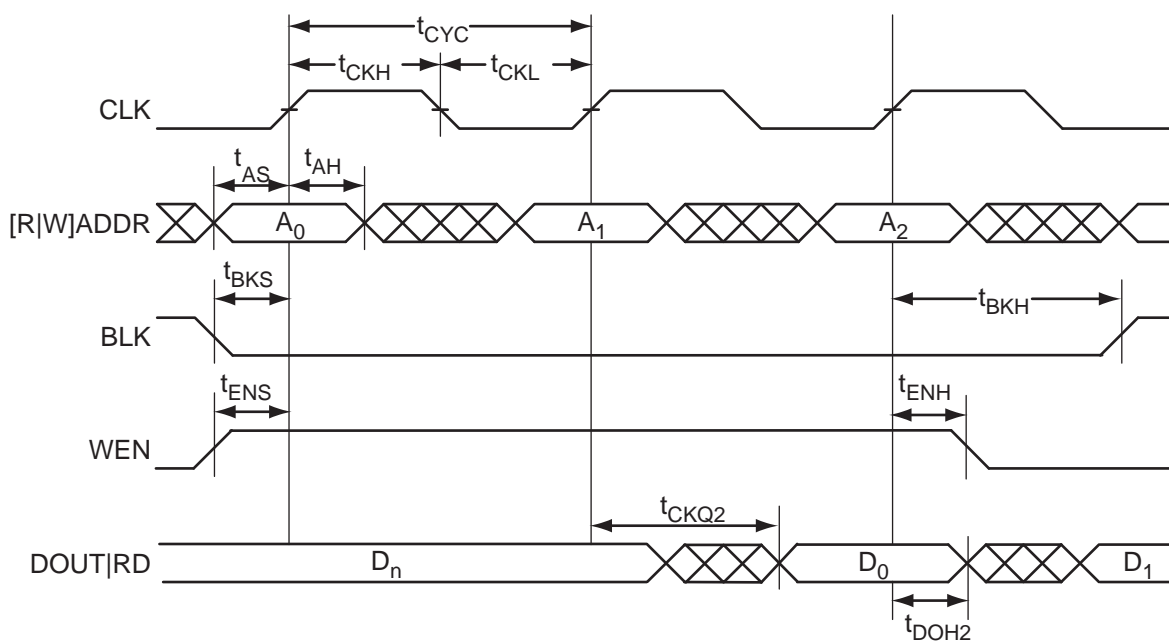 tCYC
tCKH tCKL
CLK
tAS tAH
[R|W]ADDR A0 A1 A2
tBKS tBKH
BLK
tENS tENH
WEN
tCKQ2
DOUT|RD Dn D0 D1
tDOH2